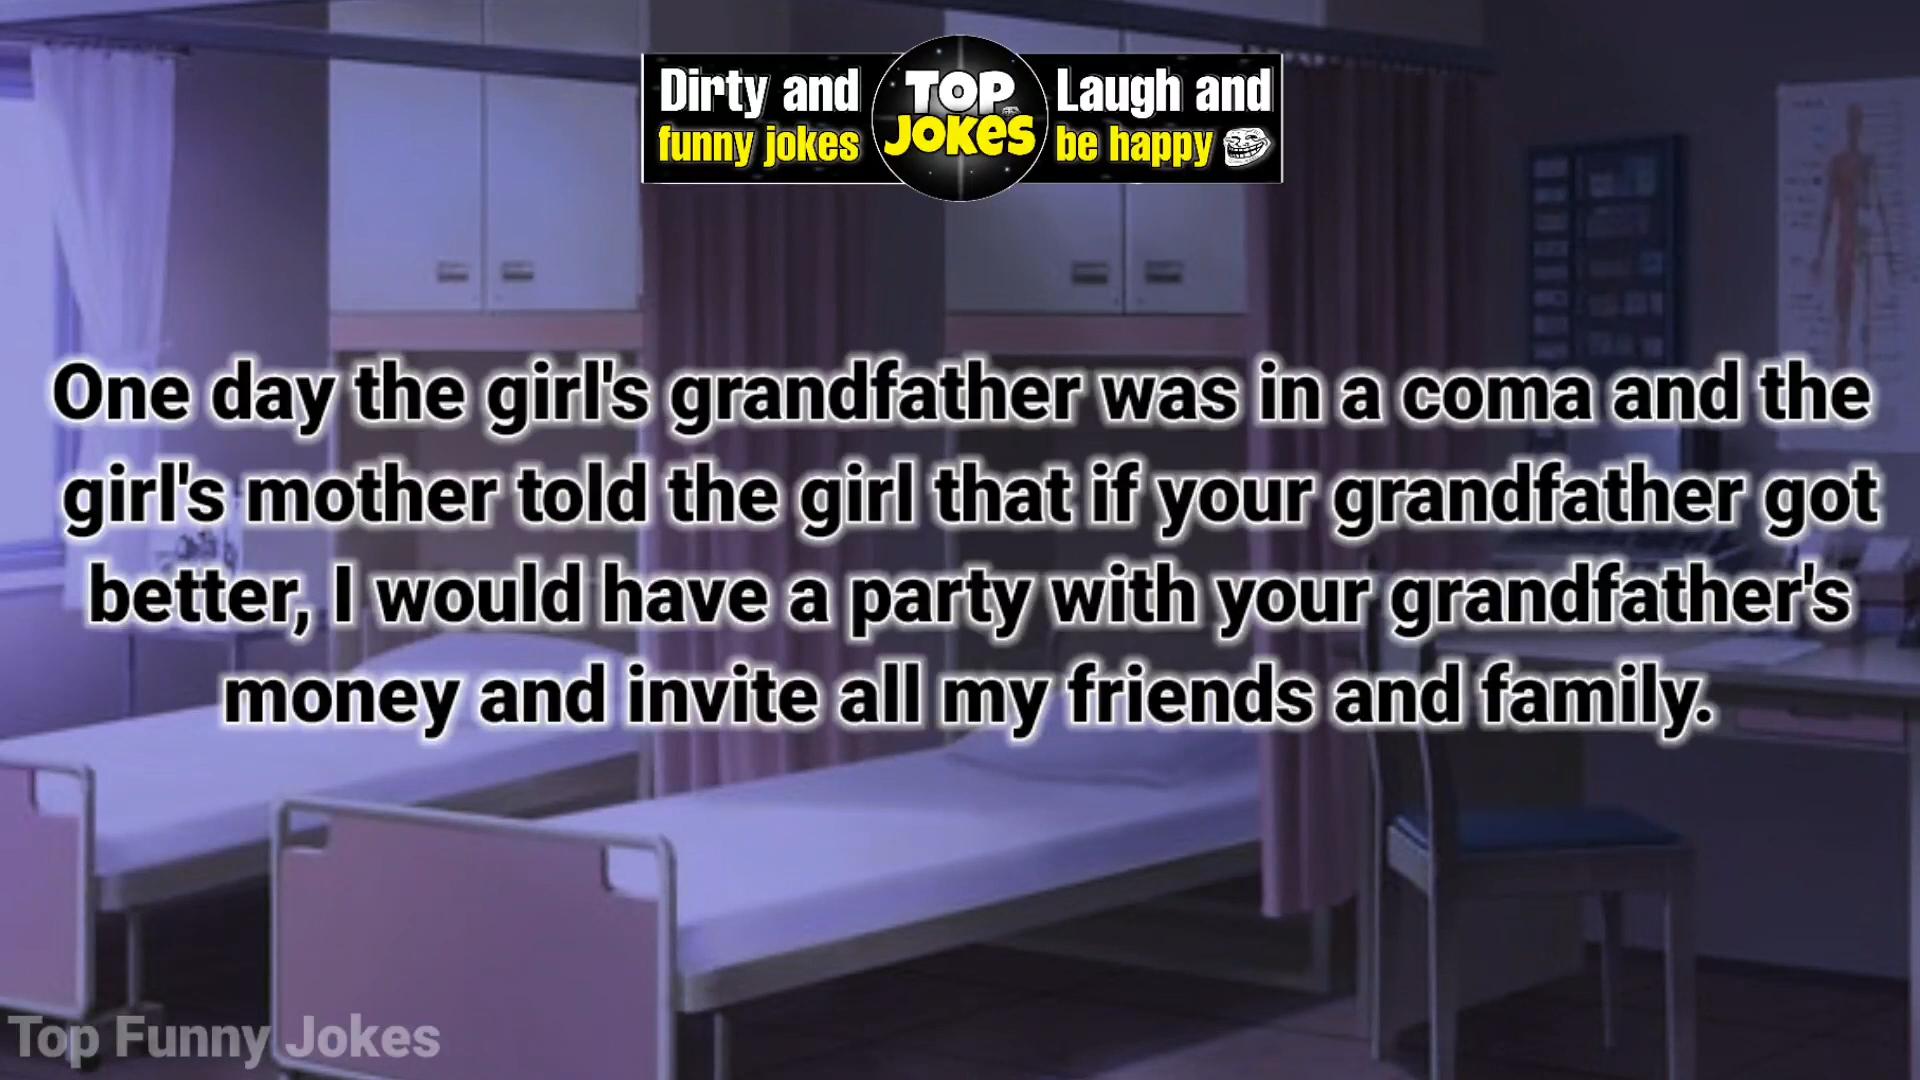 Dirty and
funny jokes
TOP
JOKES
Laugh and
be happy
One day the girl's grandfather was in a coma and the
girl's mother told the girl that if your grandfather got
better, I would have a party with your grandfather's
money and invite all my friends and family.
Top Funny Jokes